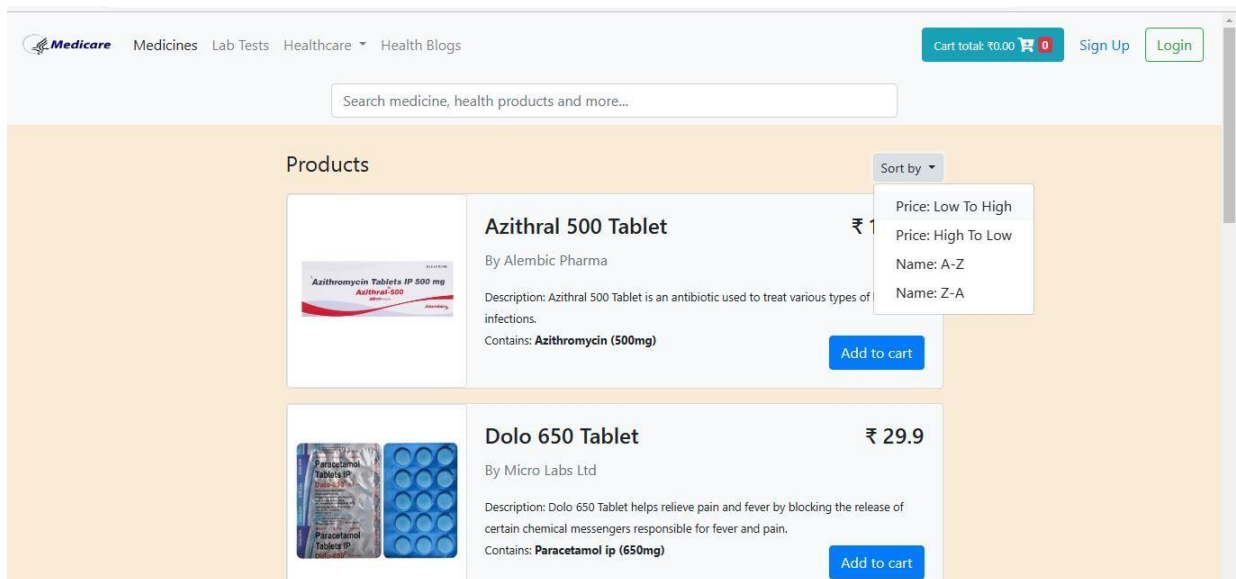 Medicare Medicines Lab Tests Healthcare Health Blogs Cart total: ₹0.00 0 Sign Up Login
Search medicine, health products and more...
Products
Sort by
Price: Low To High
Price: High To Low
Name: A-Z
Name: Z-A
Azithral 500 Tablet ₹ 1
By Alembic Pharma
Description: Azithral 500 Tablet is an antibiotic used to treat various types of
infections.
Contains: Azithromycin (500mg)
Add to cart
Azithromycin Tablets IP 500 mg
Azithral-500
Dolo 650 Tablet ₹ 29.9
By Micro Labs Ltd
Description: Dolo 650 Tablet helps relieve pain and fever by blocking the release of
certain chemical messengers responsible for fever and pain.
Contains: Paracetamol ip (650mg)
Add to cart
Paracetamol
Tablets IP
Dolo-650
Paracetamol
Tablets IP